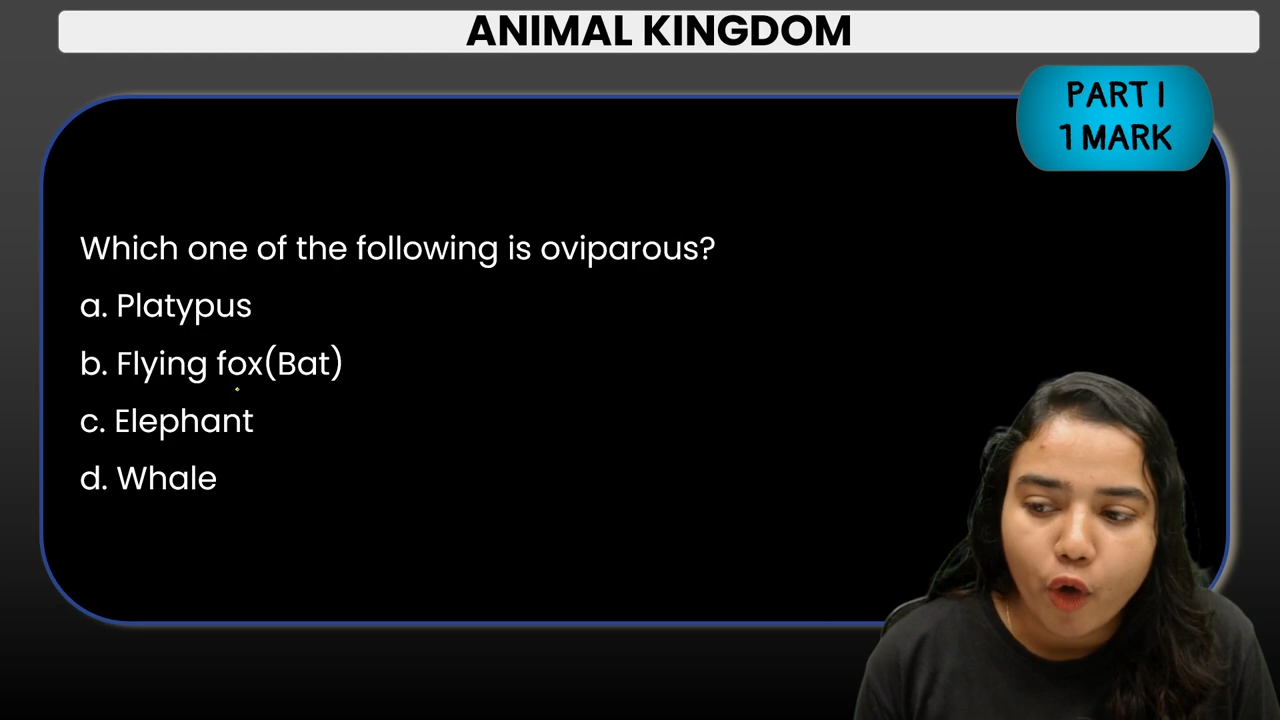 ANIMAL KINGDOM
PART I
1 MARK
Which one of the following is oviparous?
a. Platypus
b. Flying fox(Bat)
c. Elephant
d. Whale